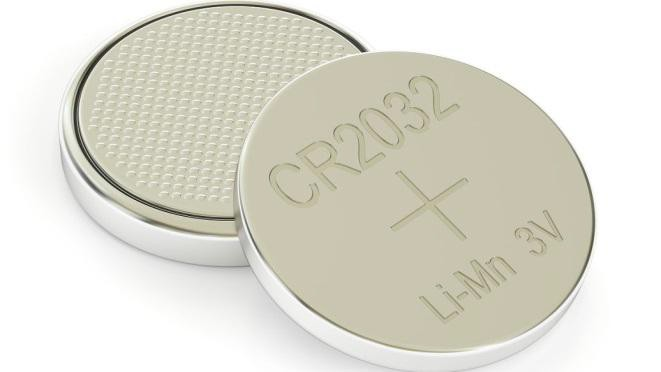 CR2032
+
Li-Mn 3V